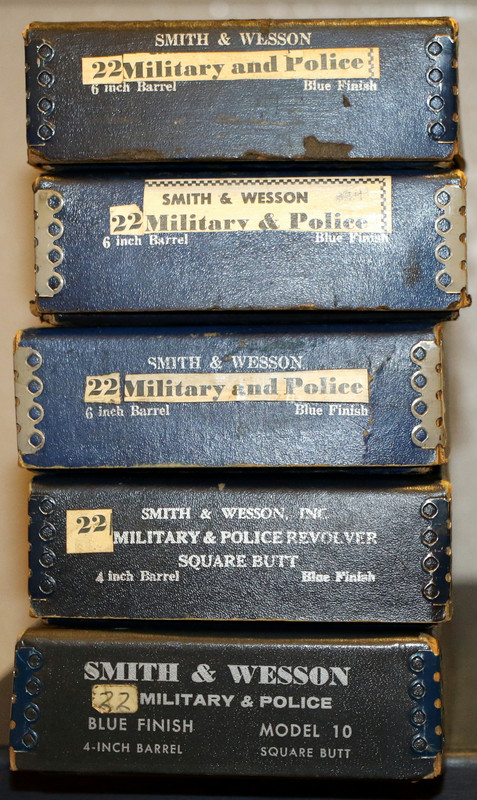 SMITH & WESSON
22 Military and Police
6 inch Barrel Blue Finish
SMITH & WESSON
22 Military & Police
6 inch Barrel Blue Finish
SMITH & WESSON
22 Military and Police
6 inch Barrel Blue Finish
SMITH & WESSON, INC.
22 MILITARY & POLICE REVOLVER
SQUARE BUTT
4 inch Barrel Blue Finish
SMITH & WESSON
22 MILITARY & POLICE
BLUE FINISH MODEL 10
4-INCH BARREL SQUARE BUTT